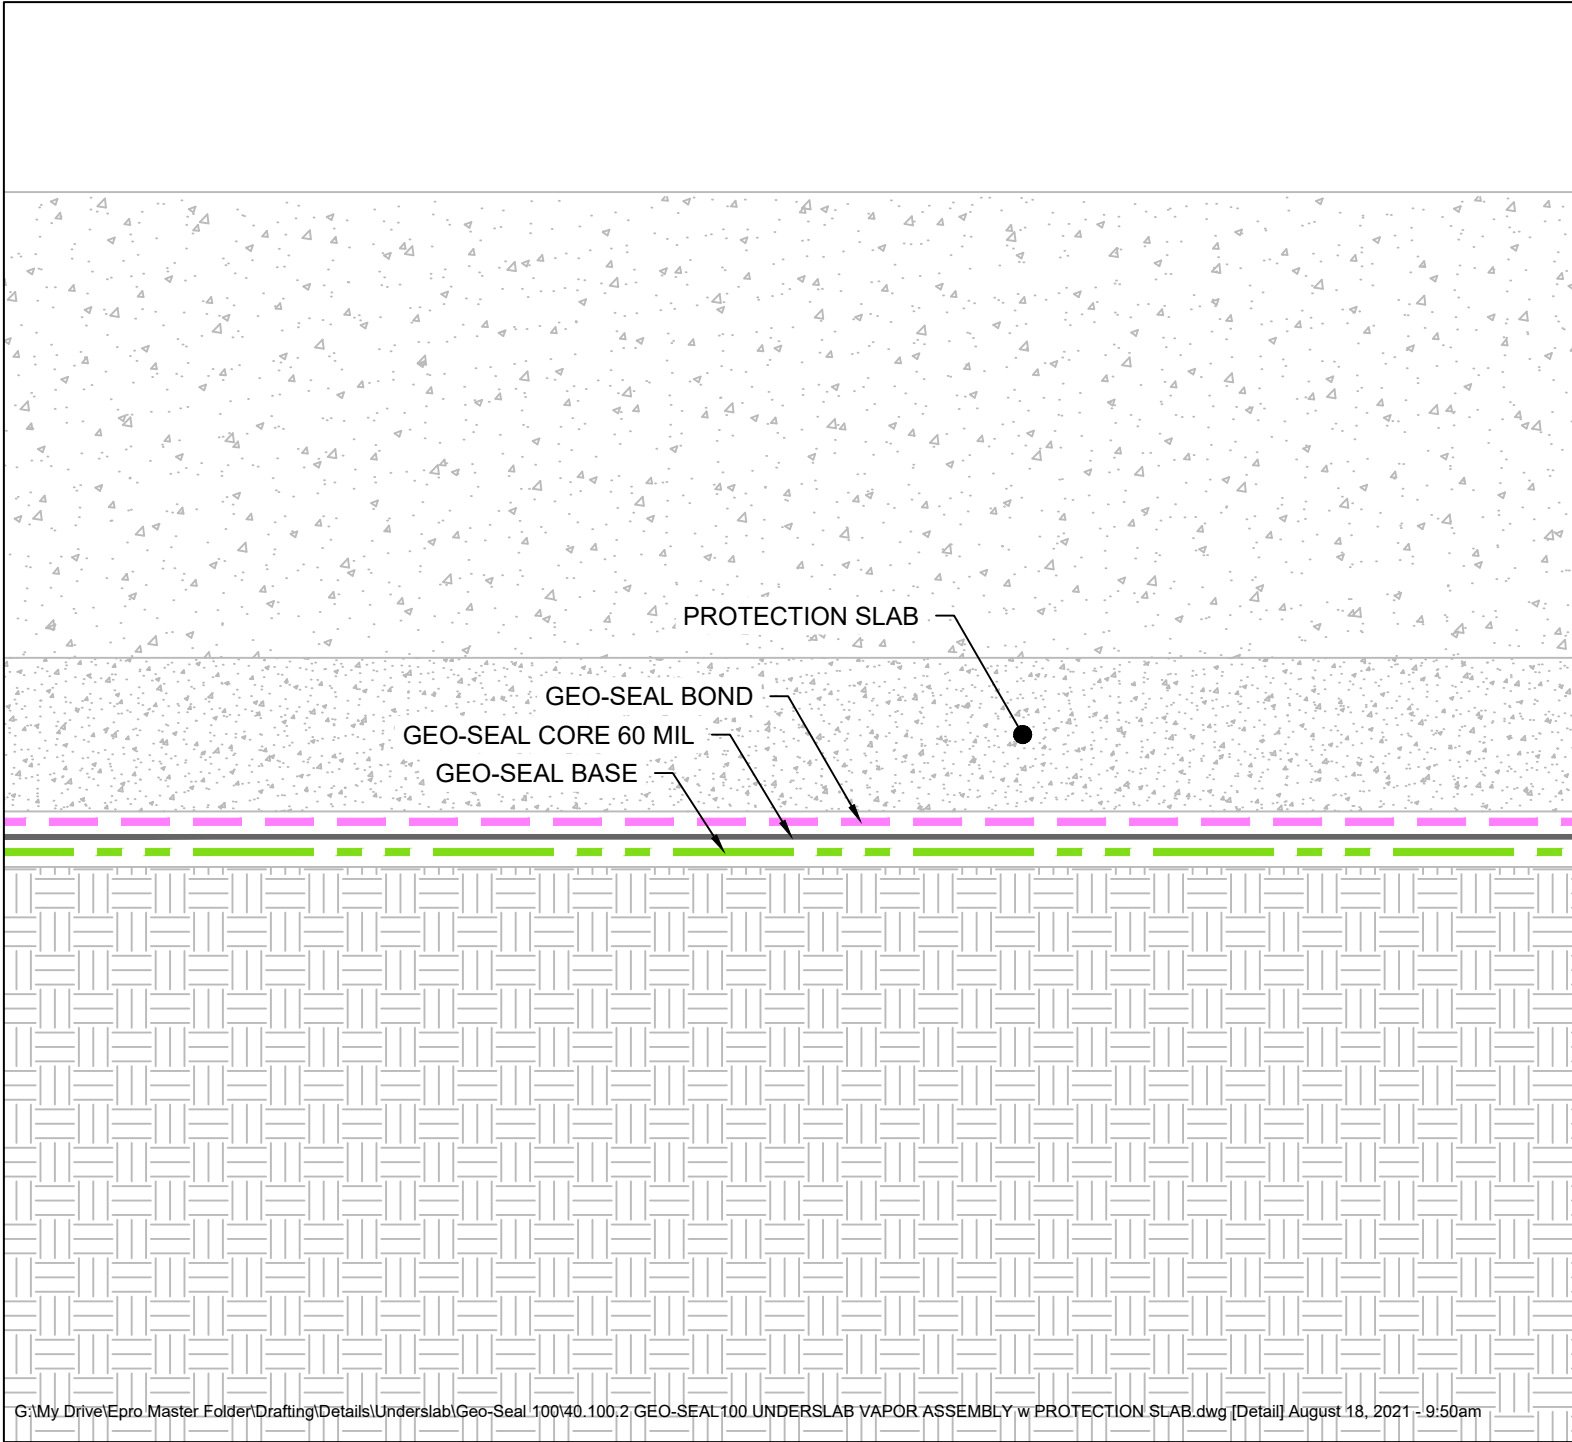 PROTECTION SLAB
GEO-SEAL BOND
GEO-SEAL CORE 60 MIL
GEO-SEAL BASE
G:\My Drive\Epro Master Folder\Drafting\Details\Underslab\Geo-Seal 100\40.100.2 GEO-SEAL100 UNDERSLAB VAPOR ASSEMBLY w PROTECTION SLAB.dwg [Detail] August 18, 2021 - 9:50am